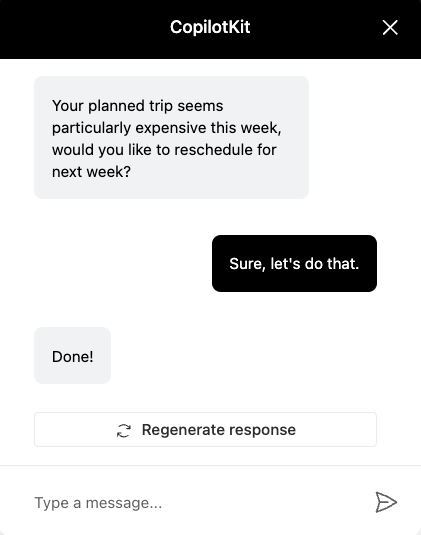 CopilotKit
Your planned trip seems
particularly expensive this week,
would you like to reschedule for
next week?
Sure, let's do that.
Done!
Regenerate response
Type a message...